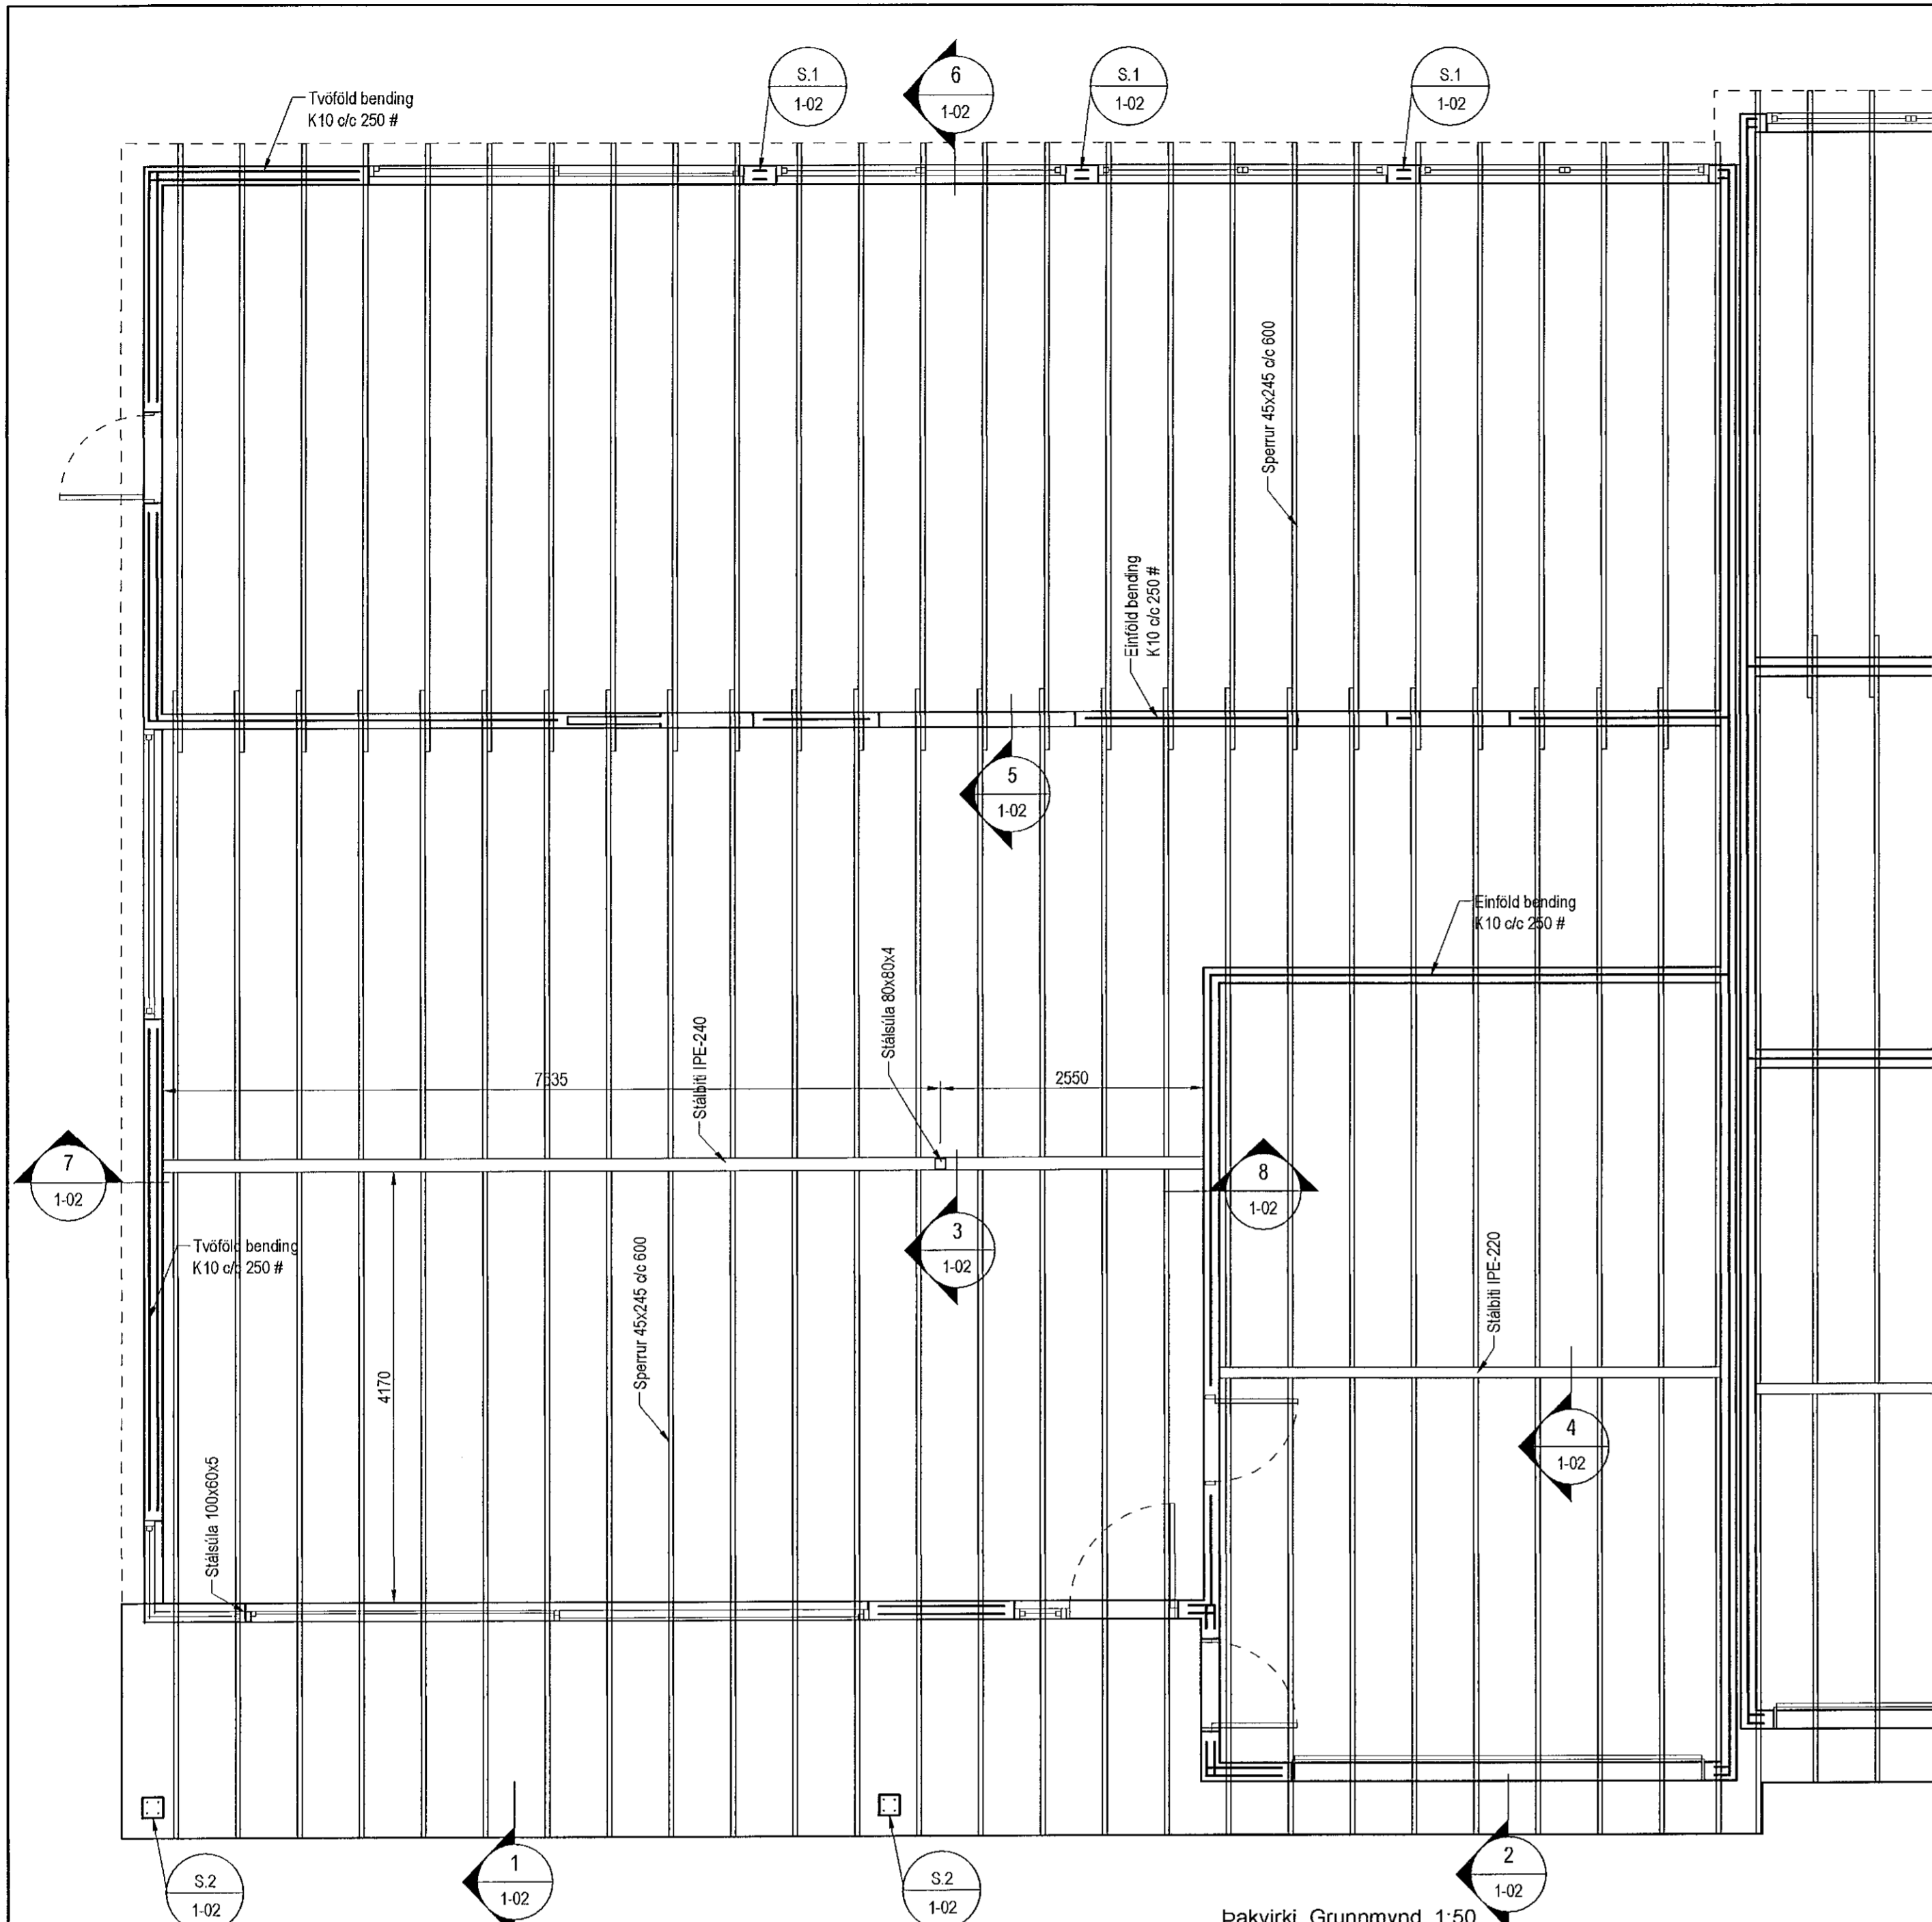 S.1
1-02
6
1-02
S.1
1-02
S.1
1-02
Tvöföld bending
K10 c/c 250 #
Sperrur 45x245 c/c 600
Einföld bending
K10 c/c 250 #
5
1-02
Einföld bending
K10 c/c 250 #
Stálsúla 80x80x4
Stálbiti IPE-240
2550
7
1-02
8
1-02
Tvöföld bending
K10 c/c 250 #
3
1-02
Sperrur 45x245 c/c 600
Stálbiti IPE-220
4170
4
1-02
Stálsúla 100x60x5
S.2
1-02
1
1-02
S.2
1-02
2
1-02
Þakvirki Grunnmynd 1:50